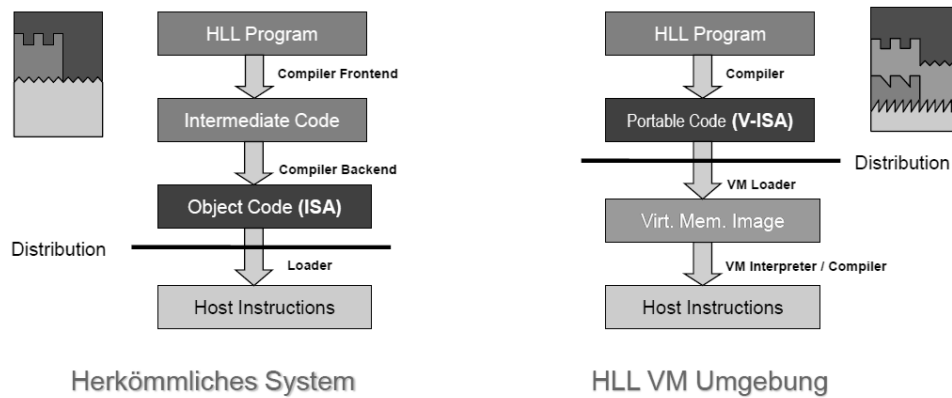 HLL Program
Compiler Frontend
Intermediate Code
Compiler Backend
Object Code (ISA)
Distribution
Loader
Host Instructions
Herkömmliches System
HLL Program
Compiler
Portable Code (V-ISA)
Distribution
VM Loader
Virt. Mem. Image
VM Interpreter / Compiler
Host Instructions
HLL VM Umgebung